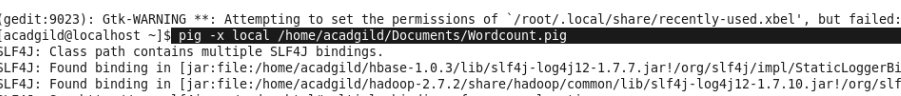 (gedit:9023): Gtk-WARNING **: Attempting to set the permissions of `/root/.local/share/recently-used.xbel', but failed:
[acadgild@localhost ~]$ pig -x local /home/acadgild/Documents/Wordcount.pig
SLF4J: Class path contains multiple SLF4J bindings.
SLF4J: Found binding in [jar:file:/home/acadgild/hbase-1.0.3/lib/slf4j-log4j12-1.7.7.jar!/org/slf4j/impl/StaticLoggerBi
SLF4J: Found binding in [jar:file:/home/acadgild/hadoop-2.7.2/share/hadoop/common/lib/slf4j-log4j12-1.7.10.jar!/org/slf